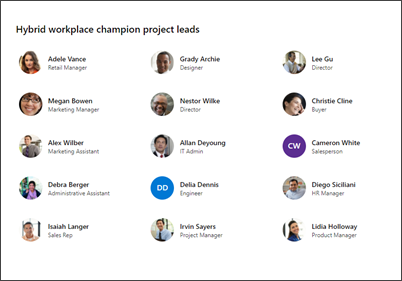 Hybrid workplace champion project leads
Adele Vance
Retail Manager
Grady Archie
Designer
Lee Gu
Director
Megan Bowen
Marketing Manager
Nestor Wilke
Director
Christie Cline
Buyer
Alex Wilber
Marketing Assistant
Allan Deyoung
IT Admin
CW
Cameron White
Salesperson
Debra Berger
Administrative Assistant
DD
Delia Dennis
Engineer
Diego Siciliani
HR Manager
Isaiah Langer
Sales Rep
Irvin Sayers
Project Manager
Lidia Holloway
Product Manager